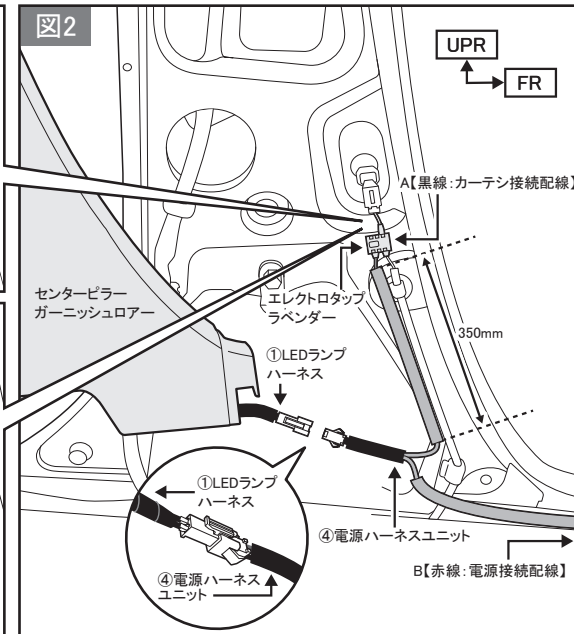 図2
UPR
FR
A【黒線:カーテシ接続配線】
センターピラー
ガーニッシュロアー
エレクトロタップ
ラベンダー
350mm
①LEDランプ
ハーネス
①LEDランプ
ハーネス
④電源ハーネス
ユニット
④電源ハーネスユニット
B【赤線:電源接続配線】